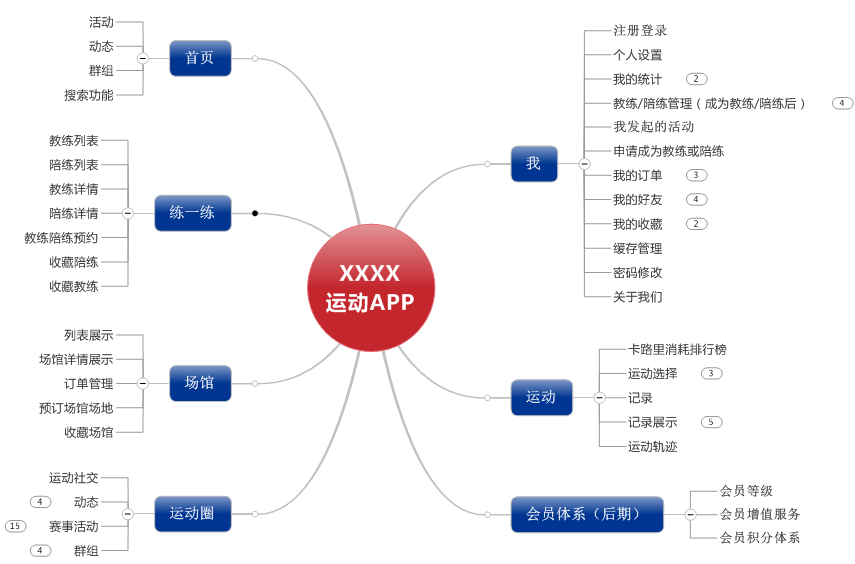 XXXX
运动APP
首页
活动
动态
群组
搜索功能
练一练
教练列表
陪练列表
教练详情
陪练详情
教练陪练预约
收藏陪练
收藏教练
场馆
列表展示
场馆详情展示
订单管理
预订场馆场地
收藏场馆
运动圈
运动社交
动态 4
赛事活动 15
群组 4
我
注册登录
个人设置
我的统计 2
教练/陪练管理（成为教练/陪练后） 4
我发起的活动
申请成为教练或陪练
我的订单 3
我的好友 4
我的收藏 2
缓存管理
密码修改
关于我们
运动
卡路里消耗排行榜
运动选择 3
记录
记录展示 5
运动轨迹
会员体系（后期）
会员等级
会员增值服务
会员积分体系